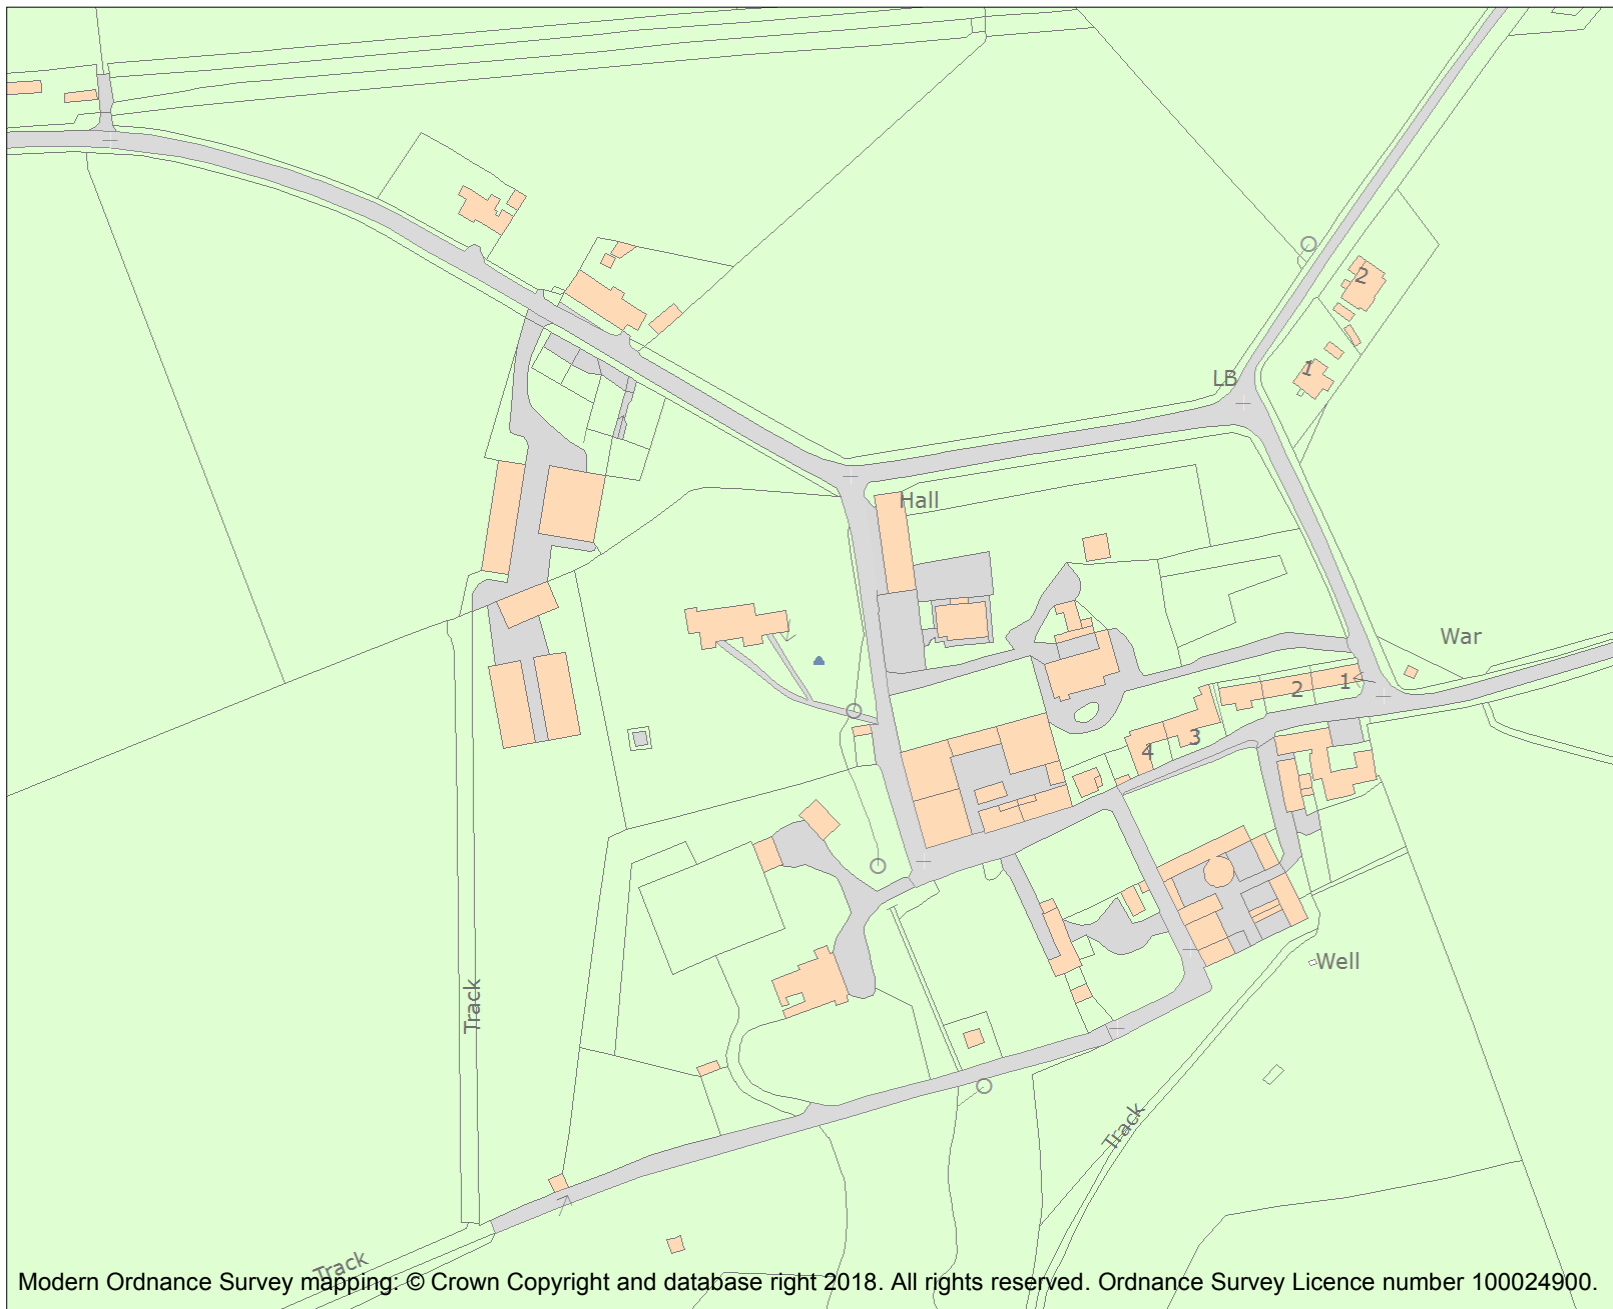 2
1
LB
Hall
War
1
2
3
4
Well
Track
Track
Track
Modern Ordnance Survey mapping: © Crown Copyright and database right 2018. All rights reserved. Ordnance Survey Licence number 100024900.